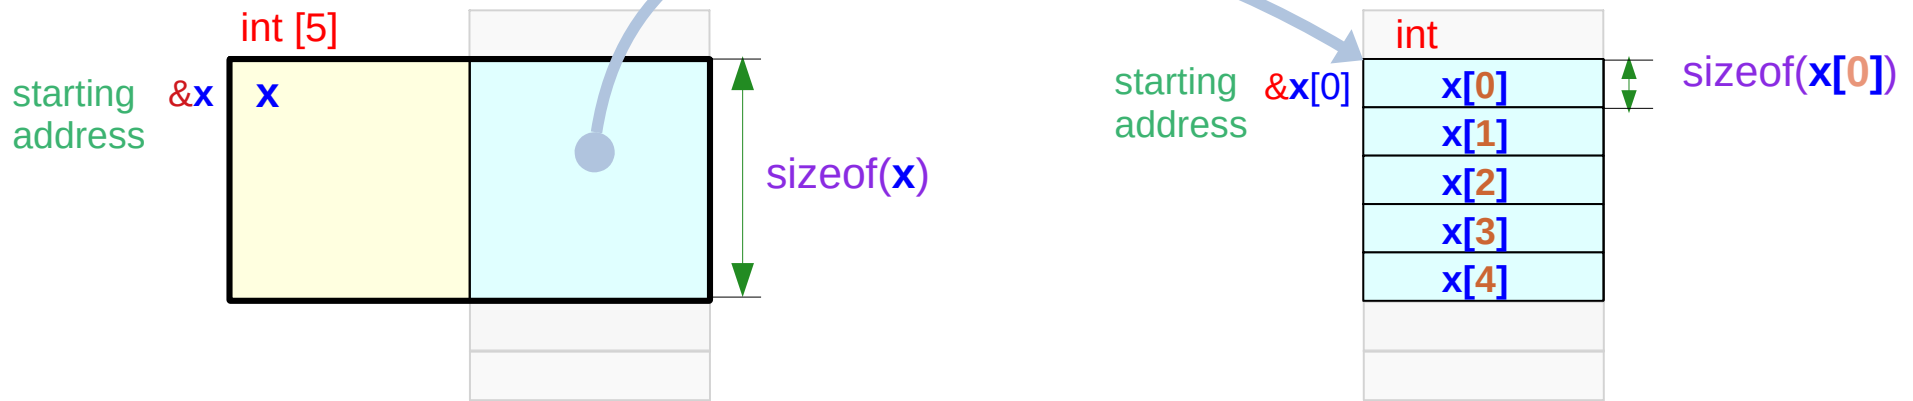 int [5]
starting
address
&x
x
sizeof(x)
int
starting
address
&x[0]
x[0]
x[1]
x[2]
x[3]
x[4]
sizeof(x[0])